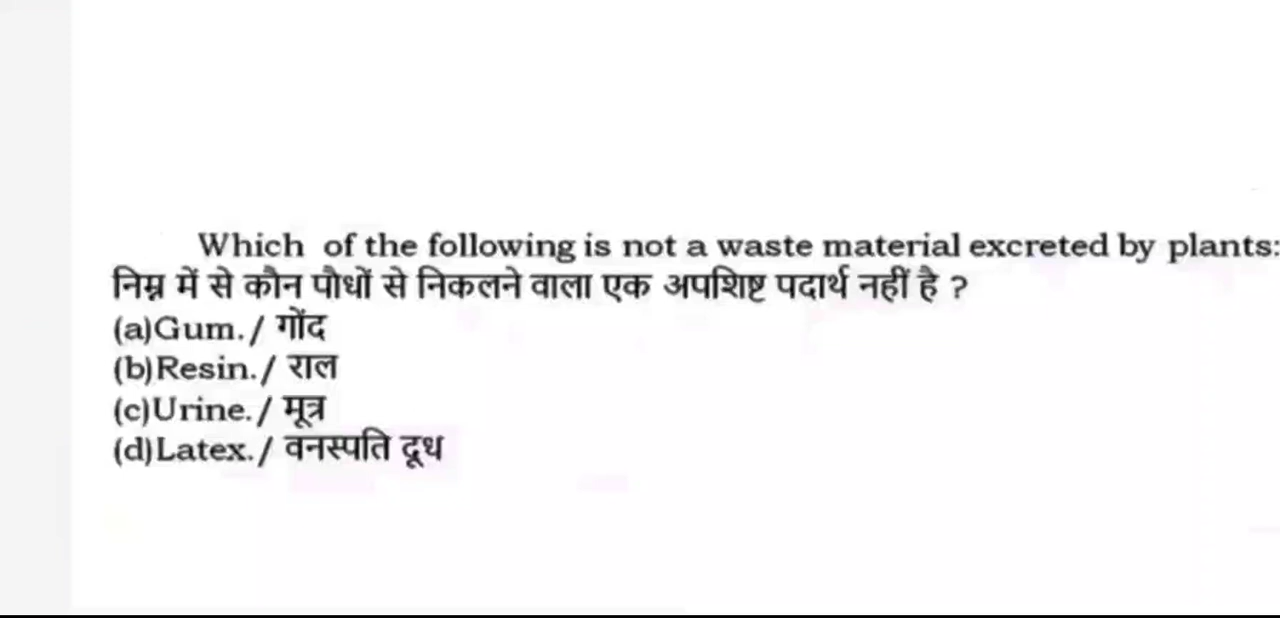 Which of the following is not a waste material excreted by plants:
निम्न में से कौन पौधों से निकलने वाला एक अपशिष्ट पदार्थ नहीं है ?
(a)Gum./ गोंद
(b)Resin./ राल
(c)Urine./ मूत्र
(d)Latex./ वनस्पति दूध